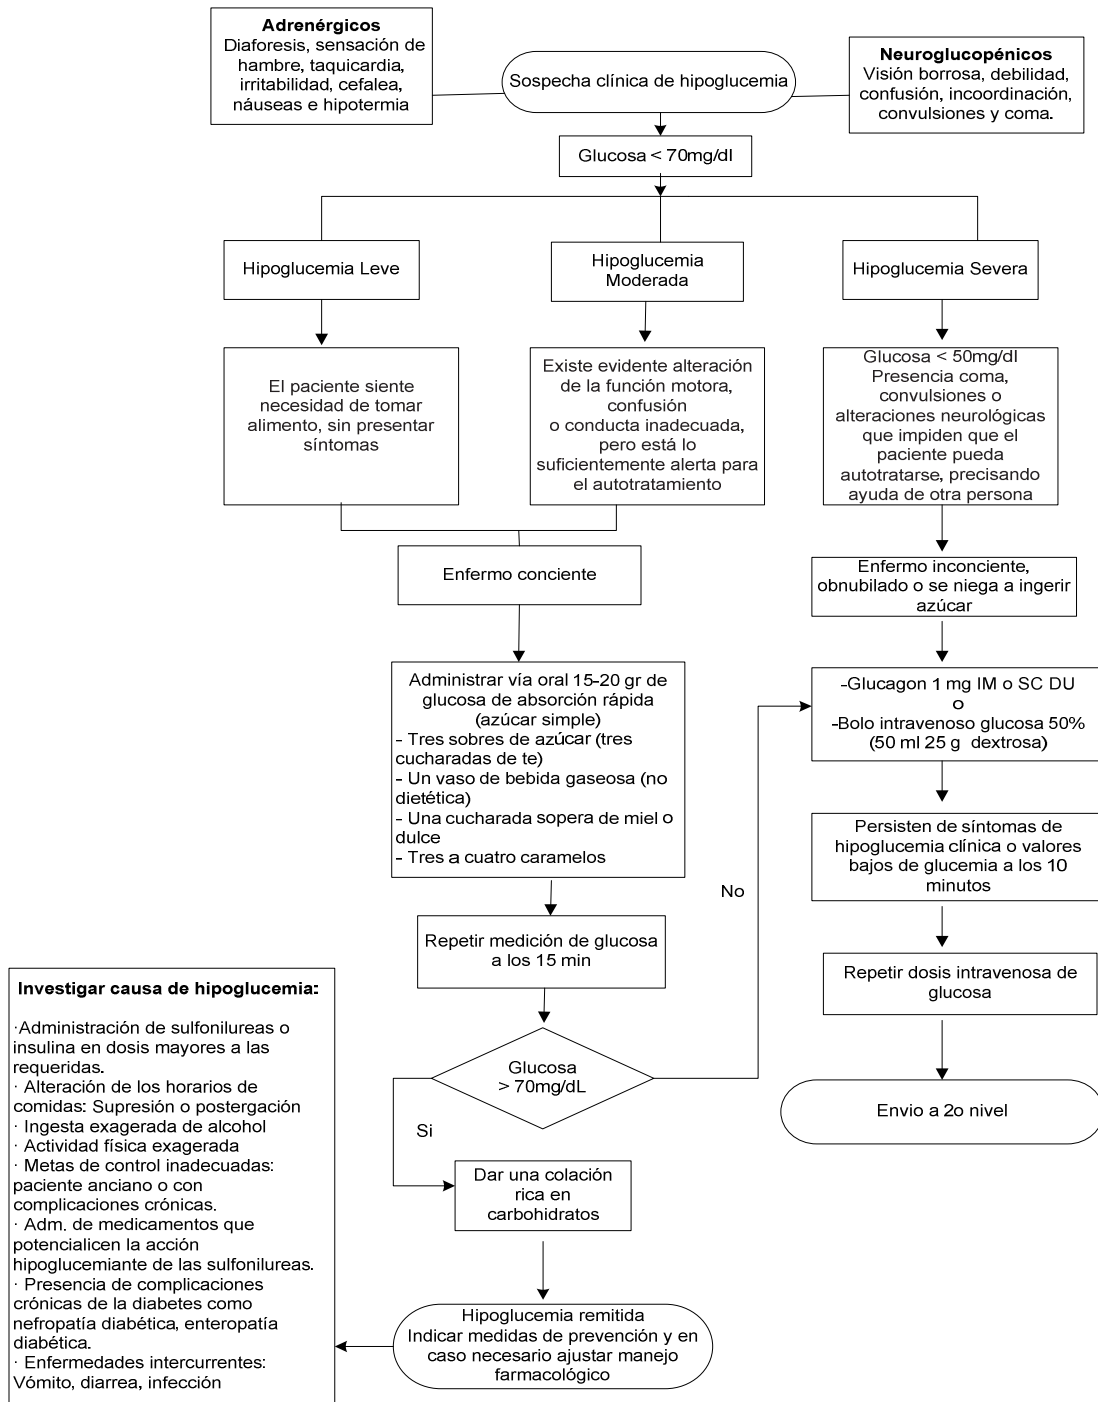 Adrenérgicos
Diaforesis, sensación de
hambre, taquicardia,
irritabilidad, cefalea,
náuseas e hipotermia
Sospecha clínica de hipoglucemia
Neuroglucopénicos
Visión borrosa, debilidad,
confusión, incoordinación,
convulsiones y coma.
Glucosa < 70mg/dl
Hipoglucemia Leve
Hipoglucemia
Moderada
Hipoglucemia Severa
El paciente siente
necesidad de tomar
alimento, sin presentar
síntomas
Existe evidente alteración
de la función motora,
confusión
o conducta inadecuada,
pero está lo
suficientemente alerta para
el autotratamiento
Glucosa < 50mg/dl
Presencia coma,
convulsiones o
alteraciones neurológicas
que impiden que el
paciente pueda
autotratarse, precisando
ayuda de otra persona
Enfermo conciente
Enfermo inconciente,
obnubilado o se niega a ingerir
azúcar
Administrar vía oral 15-20 gr de
glucosa de absorción rápida
(azúcar simple)
- Tres sobres de azúcar (tres
cucharadas de te)
- Un vaso de bebida gaseosa (no
dietética)
- Una cucharada sopera de miel o
dulce
- Tres a cuatro caramelos
-Glucagon 1 mg IM o SC DU
o
-Bolo intravenoso glucosa 50%
(50 ml 25 g dextrosa)
Persisten de síntomas de
hipoglucemia clínica o valores
bajos de glucemia a los 10
minutos
No
Repetir medición de glucosa
a los 15 min
Repetir dosis intravenosa de
glucosa
Glucosa
> 70mg/dL
Envio a 2o nivel
Si
Dar una colación
rica en
carbohidratos
Hipoglucemia remitida
Indicar medidas de prevención y en
caso necesario ajustar manejo
farmacológico
Investigar causa de hipoglucemia:
·Administración de sulfonilureas o
insulina en dosis mayores a las
requeridas.
· Alteración de los horarios de
comidas: Supresión o postergación
· Ingesta exagerada de alcohol
· Actividad física exagerada
· Metas de control inadecuadas:
paciente anciano o con
complicaciones crónicas.
· Adm. de medicamentos que
potencialicen la acción
hipoglucemiante de las sulfonilureas.
· Presencia de complicaciones
crónicas de la diabetes como
nefropatía diabética, enteropatía
diabética.
· Enfermedades intercurrentes:
Vómito, diarrea, infección